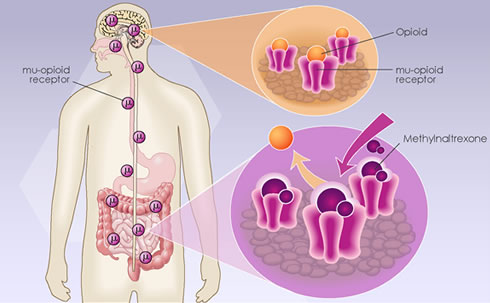 Opioid
mu-opioid
receptor
mu-opioid
receptor
Methylnaltrexone
μ
μ
μ
μ
μ
μ
μ
μ
μ
μ
μ
μ